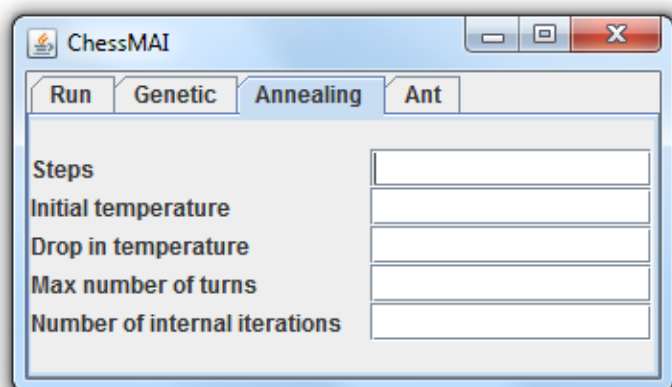 ChessMAI
Run Genetic Annealing Ant
Steps
Initial temperature
Drop in temperature
Max number of turns
Number of internal iterations